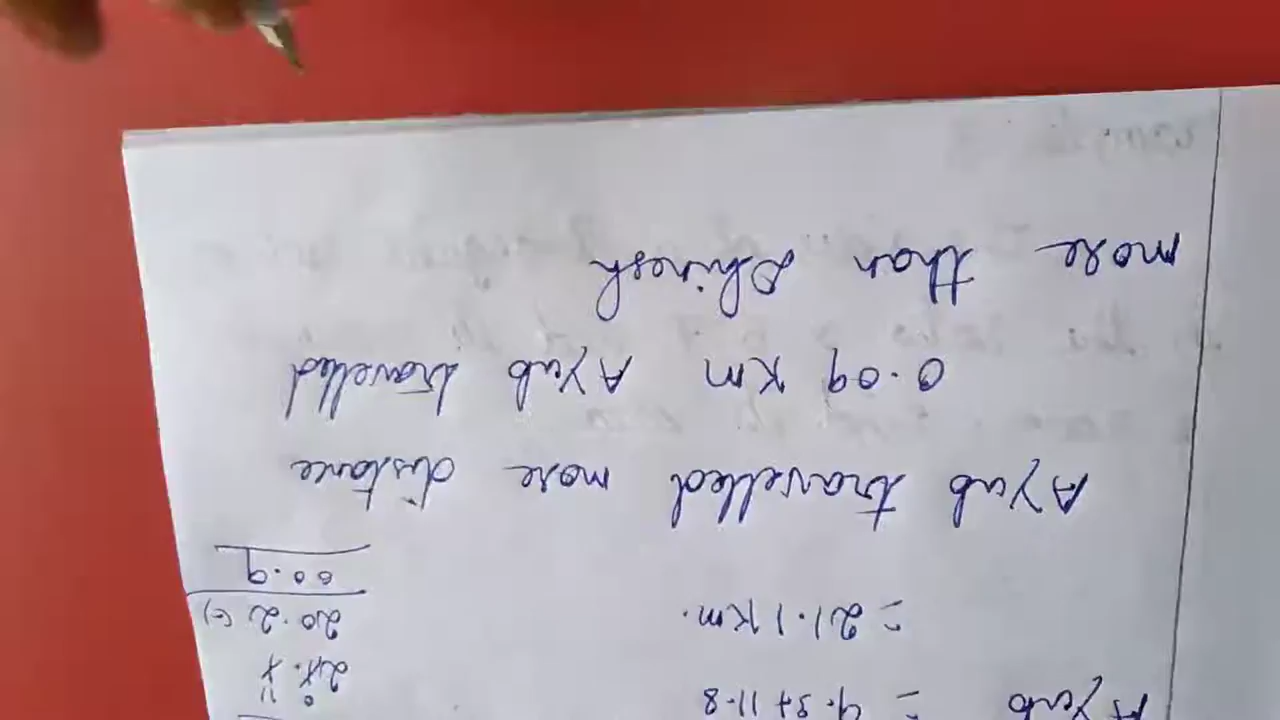 Ayub = 9.3+11.8
= 21.1 Km.
21.1
20.2 (-)
00.9
Ayub travelled more distance
0.09 Km Ayub travelled
more than Dhinesh